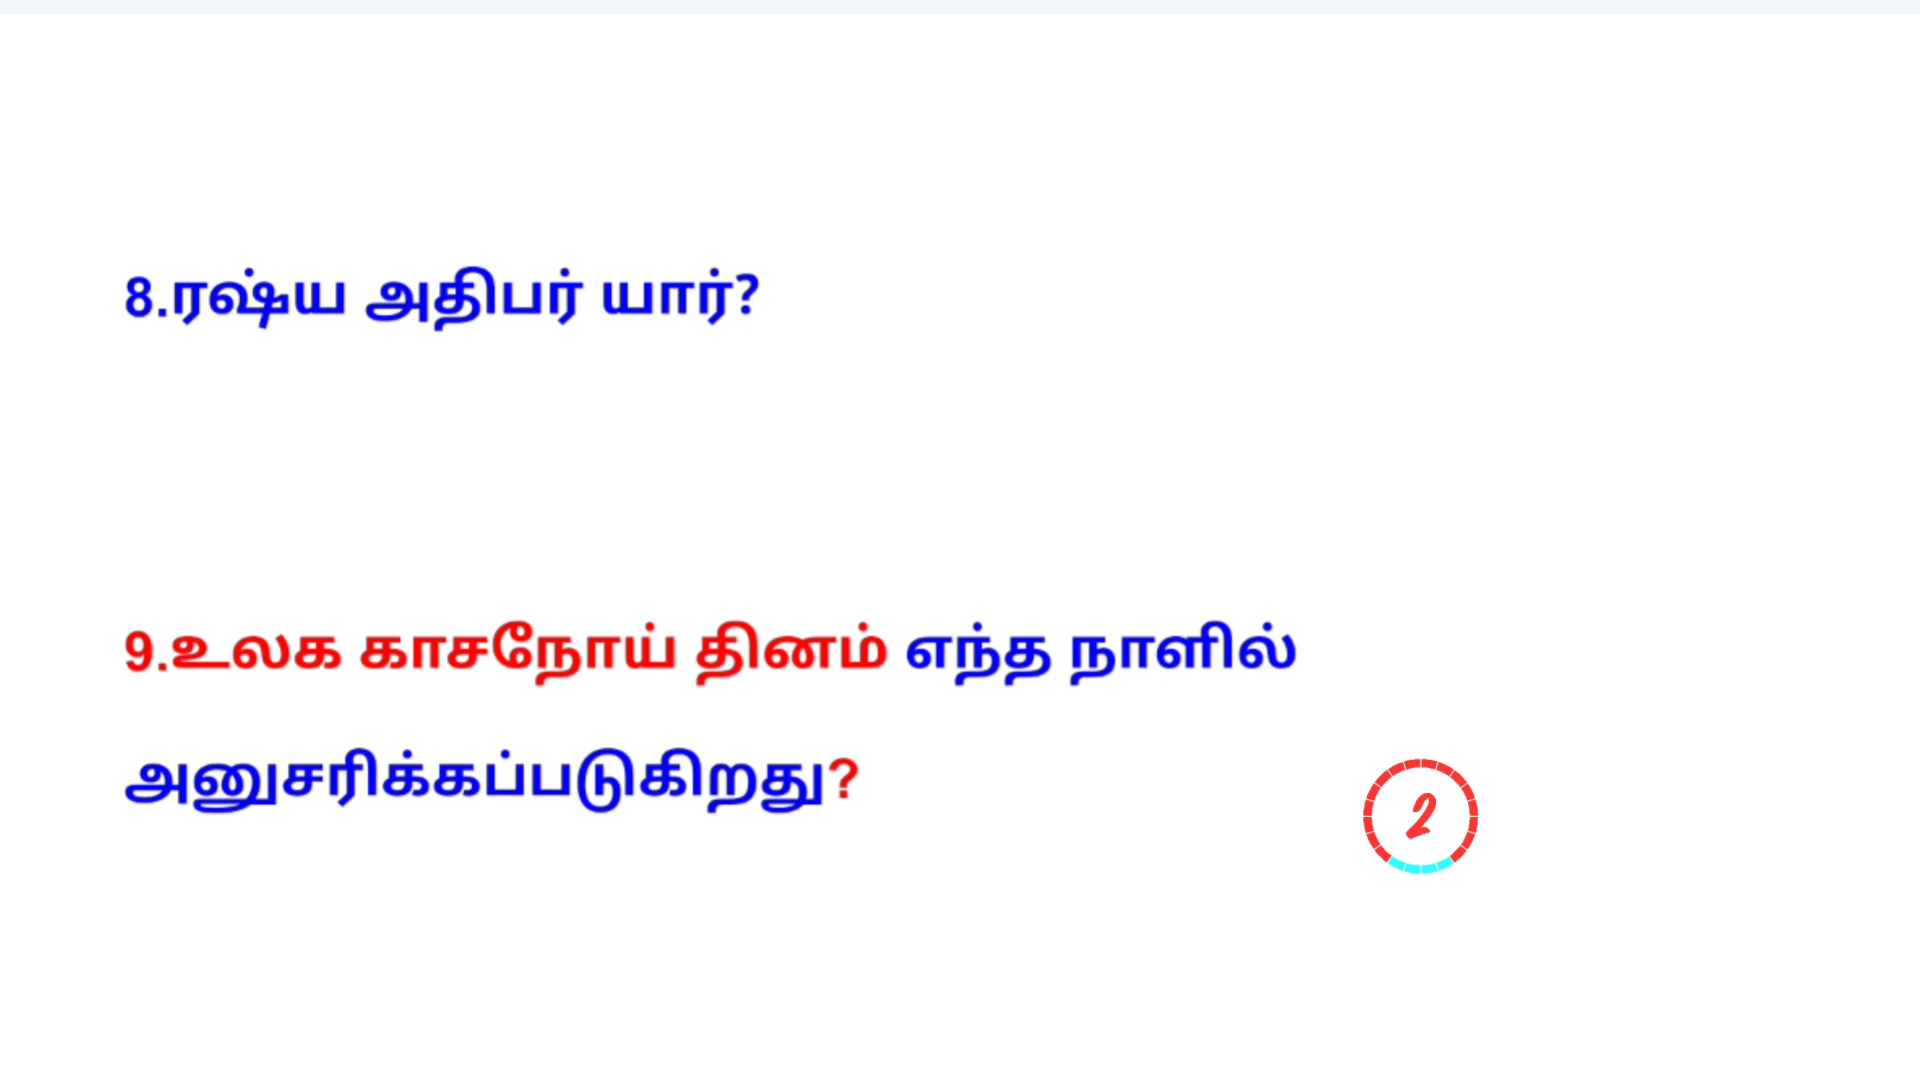 8.ரஷ்ய அதிபர் யார்?
9.உலக காசநோய் தினம் எந்த நாளில்
அனுசரிக்கப்படுகிறது?
2